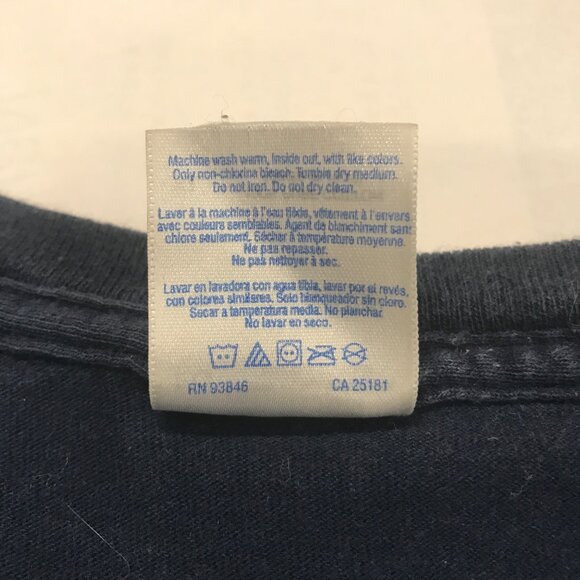 Machine wash warm, inside out, with like colors.
Only non-chlorine bleach. Tumble dry medium.
Do not iron. Do not dry clean.
Laver à la machine à l'eau tiède, vêtement à l'envers
avec couleurs semblables. Agent de blanchiment sans
chlore seulement. Sécher à température moyenne.
Ne pas repasser.
Ne pas nettoyer à sec.
Lavar en lavadora con agua tibia, lavar por el revés,
con colores similares. Solo blanqueador sin cloro.
Secar a temperatura media. No planchar.
No lavar en seco.
RN 93846 CA 25181